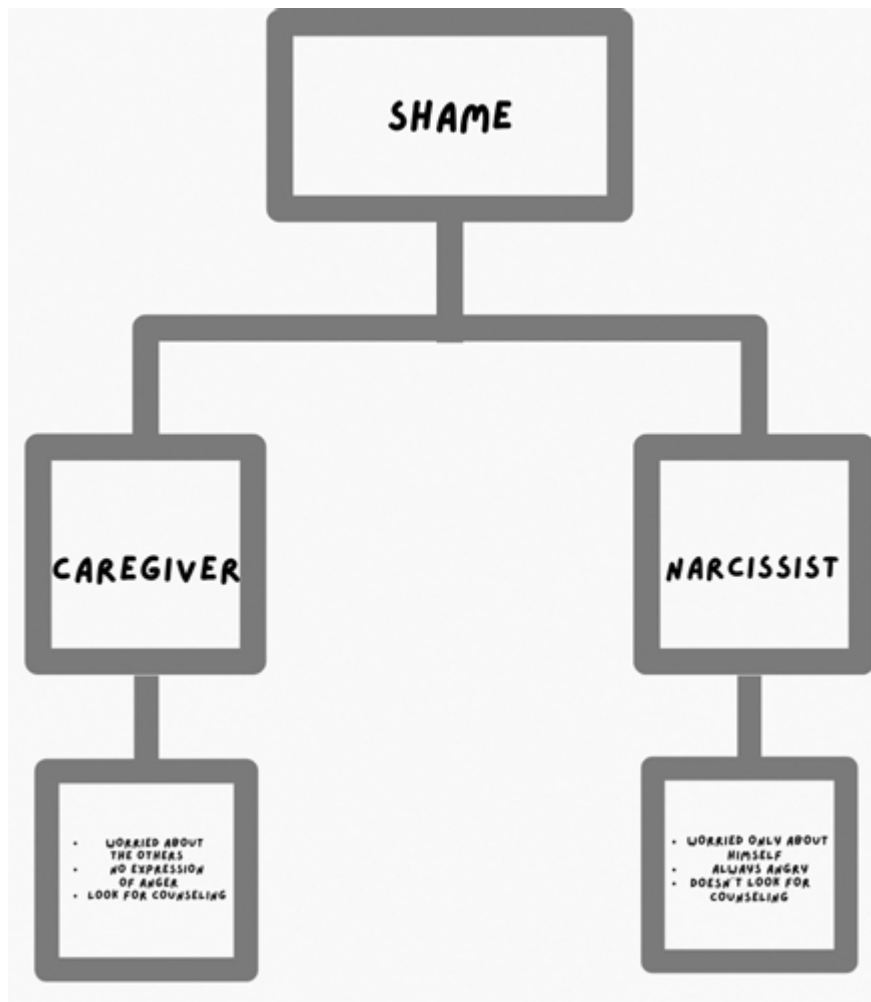 SHAME
CAREGIVER
NARCISSIST
• WORRIED ABOUT
THE OTHERS
• NO EXPRESSION
OF ANGER
• LOOK FOR COUNSELING
• WORRIED ONLY ABOUT
HIMSELF
• ALWAYS ANGRY
• DOESN'T LOOK FOR
COUNSELING